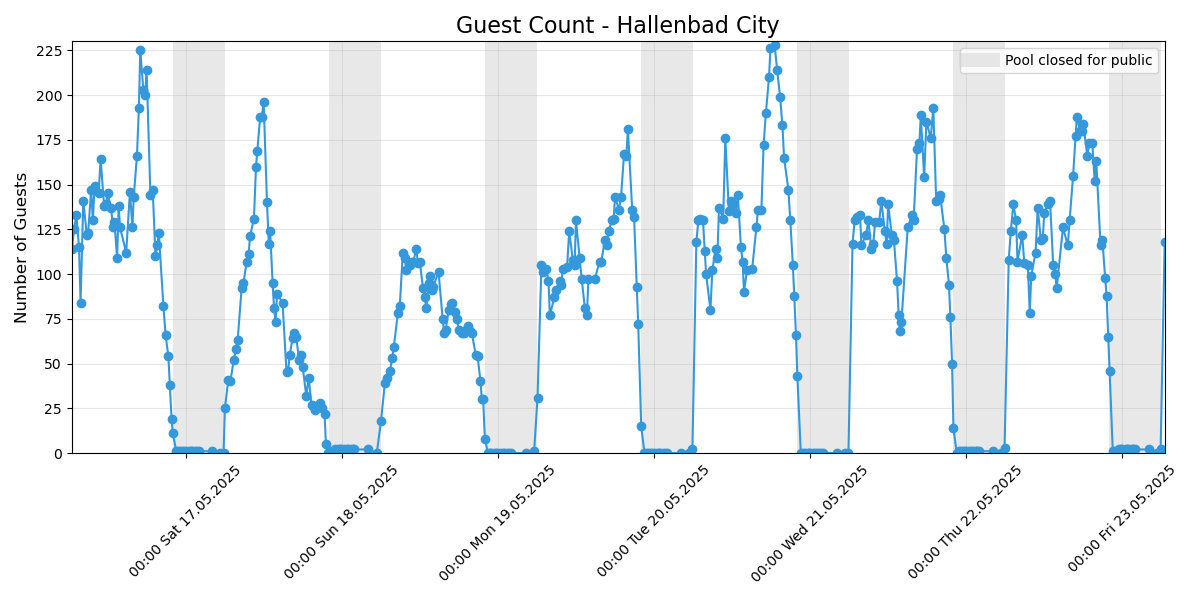 Guest Count - Hallenbad City
Pool closed for public
Number of Guests
225
200
175
150
125
100
75
50
25
0
00:00 Sat 17.05.2025
00:00 Sun 18.05.2025
00:00 Mon 19.05.2025
00:00 Tue 20.05.2025
00:00 Wed 21.05.2025
00:00 Thu 22.05.2025
00:00 Fri 23.05.2025